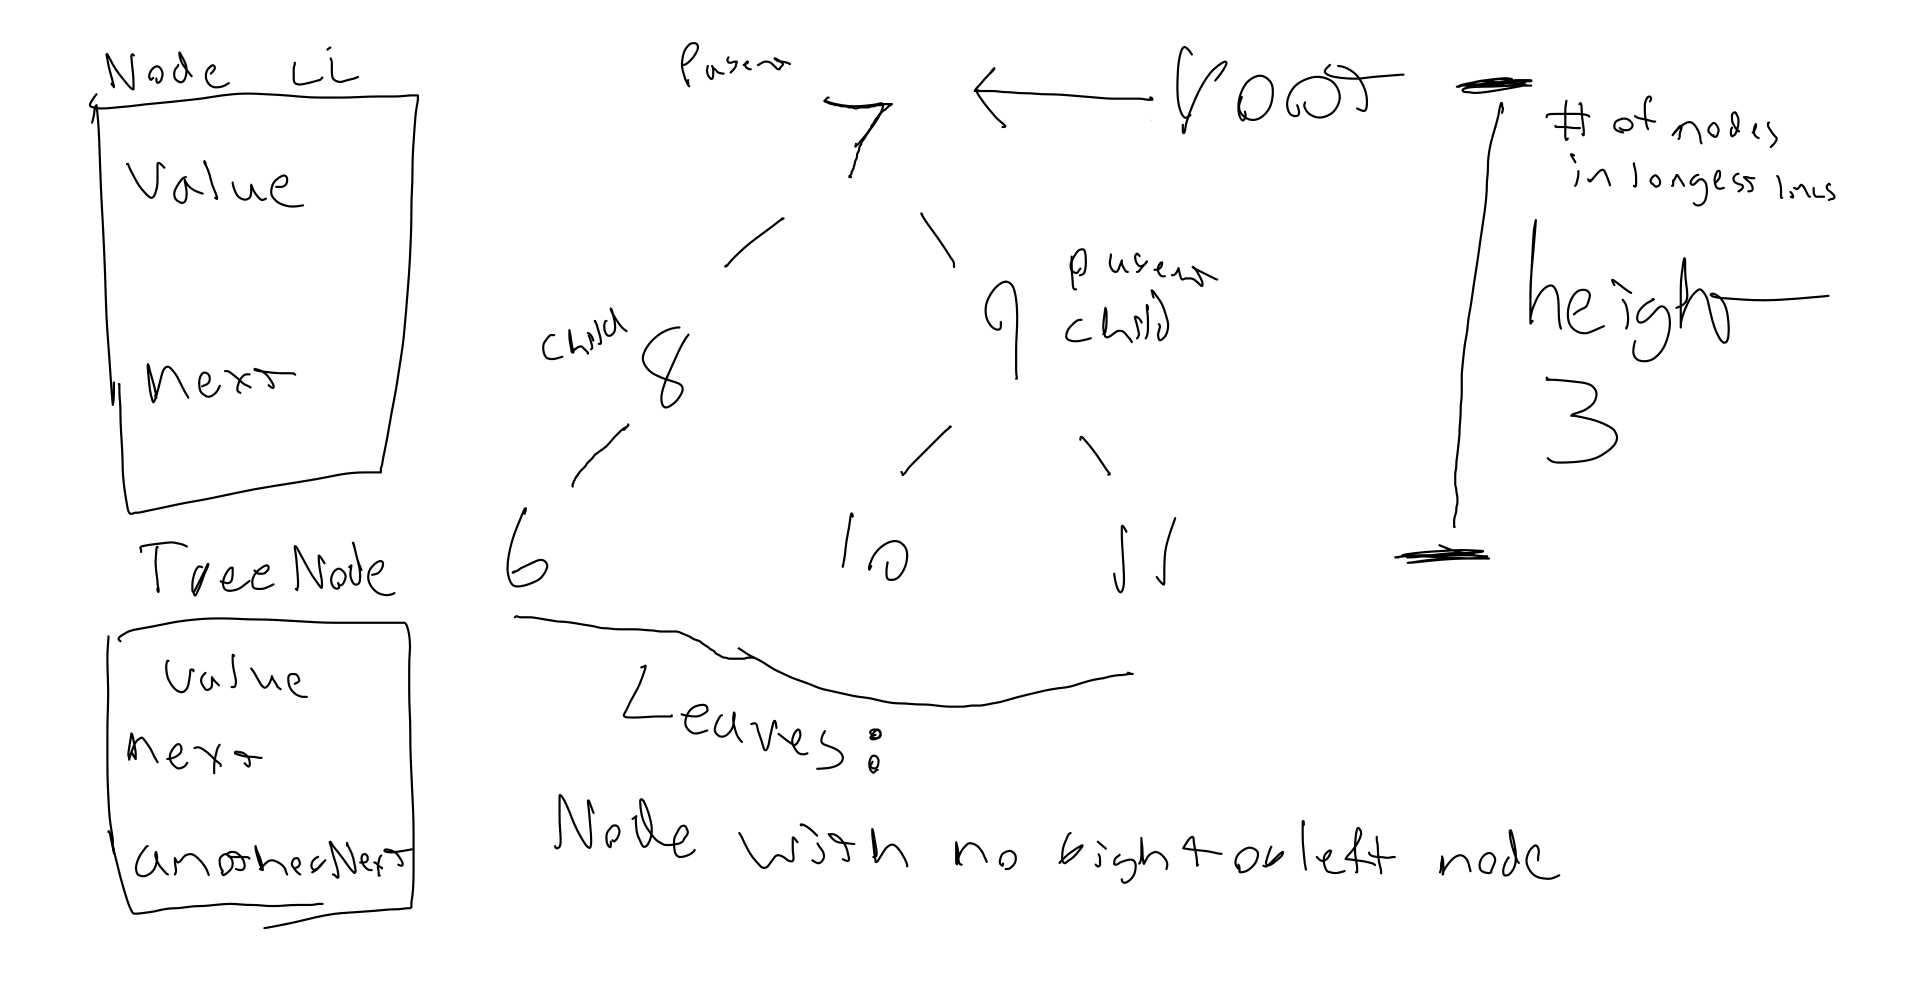 Node LL
value
next
TreeNode
value
next
anotherNext
parent
7
root
child
8
9
parent
child
6
10
11
# of nodes
in longest line
height
3
Leaves:
Node with no right or left node